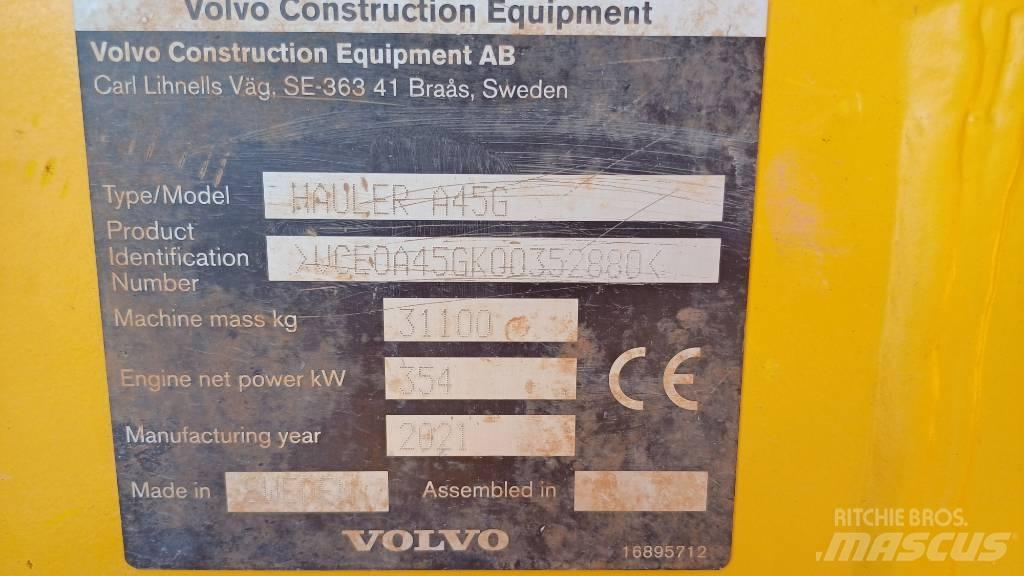 Volvo Construction Equipment
Volvo Construction Equipment AB
Carl Lihnells Väg, SE-363 41 Braås, Sweden
Type/Model HAULER A45G
Product
Identification >VCE0A45GK00352880<
Number
Machine mass kg 31100
Engine net power kW 354
CE
Manufacturing year 2021
Made in SWEDEN Assembled in
VOLVO 16895712
RITCHIE BROS.
MASCUS